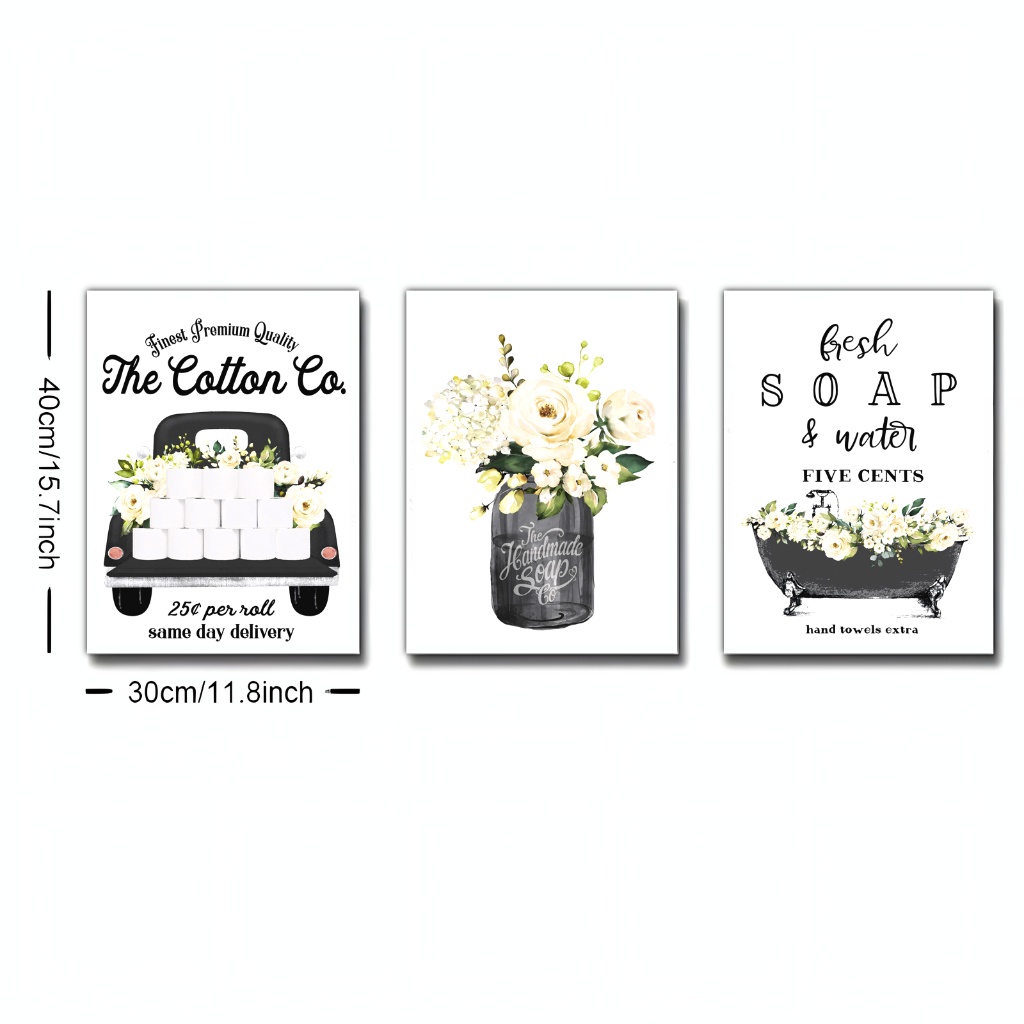 40cm/15.7inch
Finest Premium Quality
The Cotton Co.
25¢ per roll
same day delivery
30cm/11.8inch
The
Handmade
Soap
Co
fresh
SOAP
& water
FIVE CENTS
hand towels extra